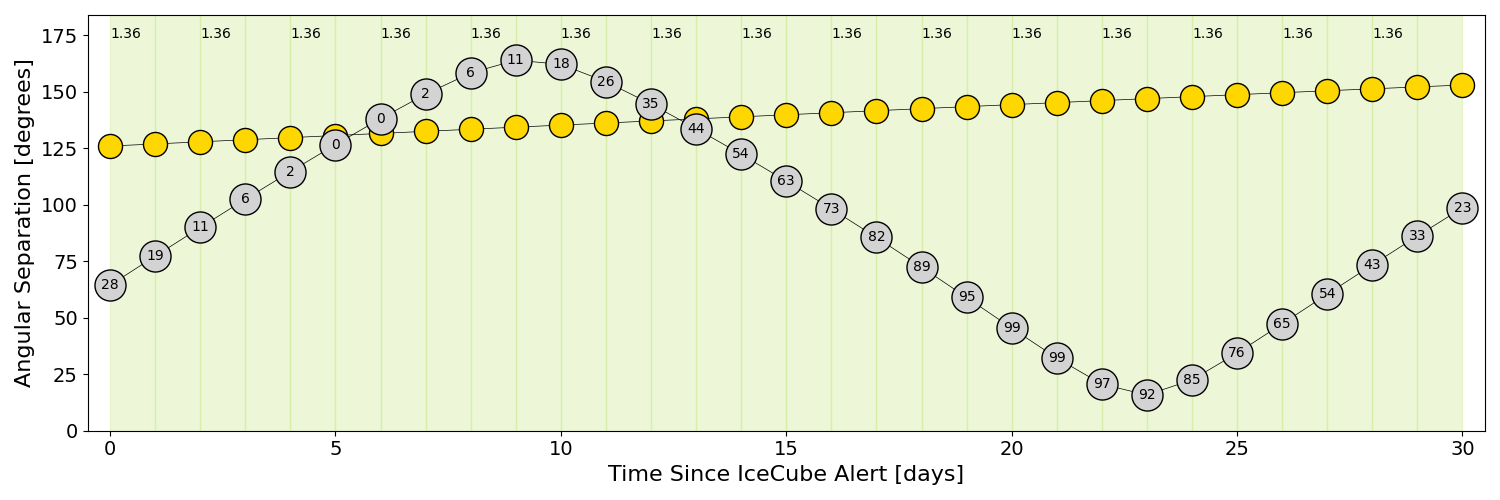 1.36 1.36 1.36 1.36 1.36 1.36 1.36 1.36 1.36 1.36 1.36 1.36 1.36 1.36 1.36
175
150
125
100
75
50
25
0
Angular Separation [degrees]
28 19 11 6 2 0 0 2 6 11 18 26 35 44 54 63 73 82 89 95 99 99 97 92 85 76 65 54 43 33 23
0 5 10 15 20 25 30
Time Since IceCube Alert [days]